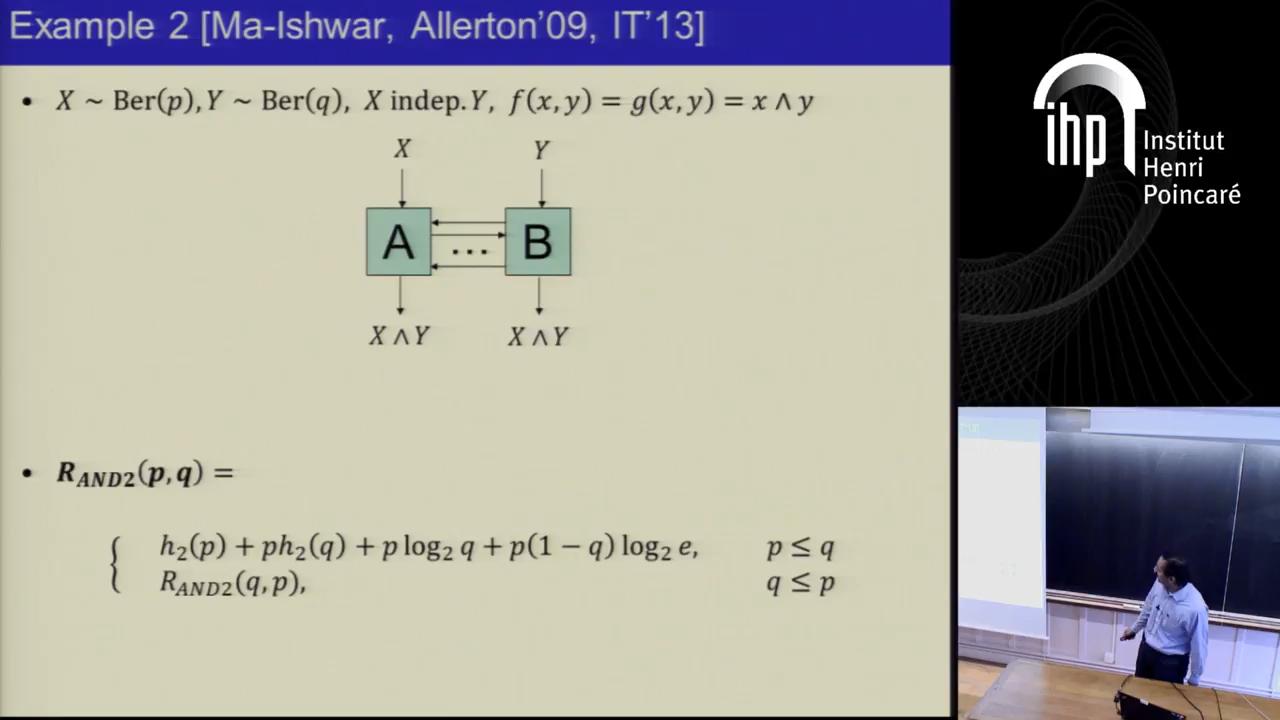 Example 2 [Ma-Ishwar, Allerton'09, IT'13]
• X ~ Ber(p), Y ~ Ber(q), X indep. Y, f(x, y) = g(x, y) = x ∧ y
X Y
A ... B
X ∧ Y X ∧ Y
• R_AND2(p, q) =
{ h₂(p) + ph₂(q) + p log₂ q + p(1 − q) log₂ e, p ≤ q
R_AND2(q, p), q ≤ p
ihp
Institut
Henri
Poincaré